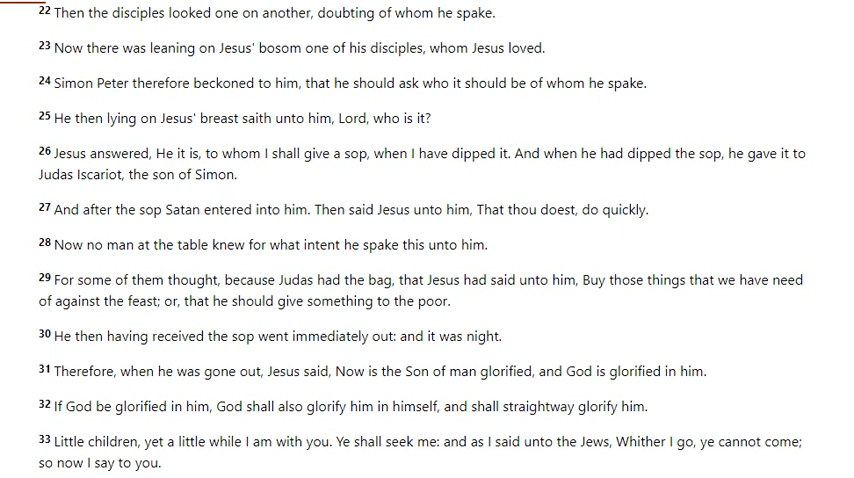 22 Then the disciples looked one on another, doubting of whom he spake.
23 Now there was leaning on Jesus' bosom one of his disciples, whom Jesus loved.
24 Simon Peter therefore beckoned to him, that he should ask who it should be of whom he spake.
25 He then lying on Jesus' breast saith unto him, Lord, who is it?
26 Jesus answered, He it is, to whom I shall give a sop, when I have dipped it. And when he had dipped the sop, he gave it to
Judas Iscariot, the son of Simon.
27 And after the sop Satan entered into him. Then said Jesus unto him, That thou doest, do quickly.
28 Now no man at the table knew for what intent he spake this unto him.
29 For some of them thought, because Judas had the bag, that Jesus had said unto him, Buy those things that we have need
of against the feast; or, that he should give something to the poor.
30 He then having received the sop went immediately out: and it was night.
31 Therefore, when he was gone out, Jesus said, Now is the Son of man glorified, and God is glorified in him.
32 If God be glorified in him, God shall also glorify him in himself, and shall straightway glorify him.
33 Little children, yet a little while I am with you. Ye shall seek me: and as I said unto the Jews, Whither I go, ye cannot come;
so now I say to you.